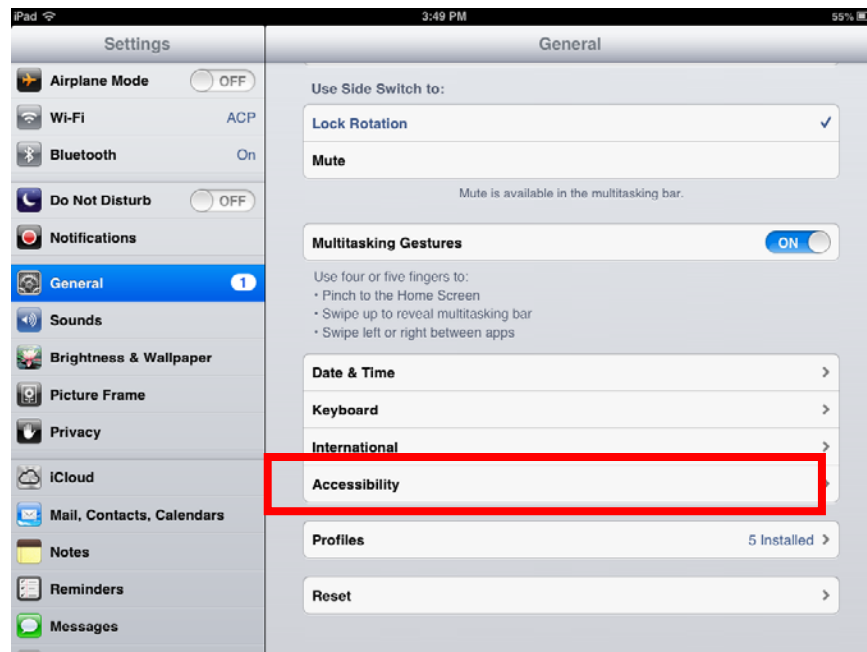 iPad 3:49 PM 55%
Settings
Airplane Mode OFF
Wi-Fi ACP
Bluetooth On
Do Not Disturb OFF
Notifications
General 1
Sounds
Brightness & Wallpaper
Picture Frame
Privacy
iCloud
Mail, Contacts, Calendars
Notes
Reminders
Messages
General
Use Side Switch to:
Lock Rotation
Mute
Mute is available in the multitasking bar.
Multitasking Gestures ON
Use four or five fingers to:
• Pinch to the Home Screen
• Swipe up to reveal multitasking bar
• Swipe left or right between apps
Date & Time
Keyboard
International
Accessibility
Profiles 5 Installed
Reset